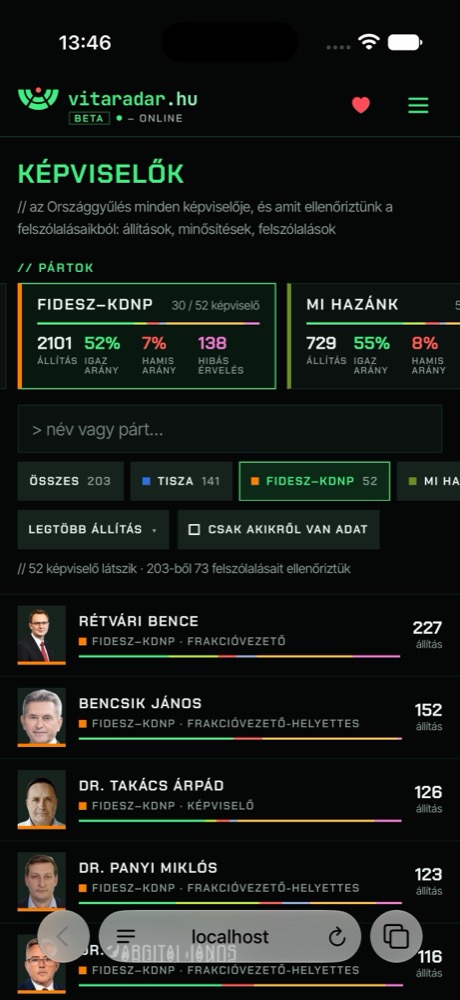 13:46
vitaradar.hu
BETA – ONLINE
KÉPVISELŐK
// az Országgyűlés minden képviselője, és amit ellenőriztünk a
felszólalásaikból: állítások, minősítések, felszólalások
// PÁRTOK
FIDESZ–KDNP 30 / 52 képviselő
2101 52% 7% 138
ÁLLÍTÁS IGAZ ARÁNY HAMIS ARÁNY HIBÁS ÉRVELÉS
MI HAZÁNK 5
729 55% 8%
ÁLLÍTÁS IGAZ ARÁNY HAMIS ARÁNY
> név vagy párt...
ÖSSZES 203 TISZA 141 FIDESZ–KDNP 52 MI HA
LEGTÖBB ÁLLÍTÁS CSAK AKIKRŐL VAN ADAT
// 52 képviselő látszik · 203-ből 73 felszólalásait ellenőriztük
RÉTVÁRI BENCE 227
FIDESZ–KDNP · FRAKCIÓVEZETŐ állítás
BENCSIK JÁNOS 152
FIDESZ–KDNP · FRAKCIÓVEZETŐ-HELYETTES állítás
DR. TAKÁCS ÁRPÁD 126
FIDESZ–KDNP · KÉPVISELŐ állítás
DR. PANYI MIKLÓS 123
FIDESZ–KDNP · FRAKCIÓVEZETŐ-HELYETTES állítás
localhost
JÁNOS 116
FIDESZ–KDNP · FRAKCIÓVEZETŐ-HELYETTES állítás